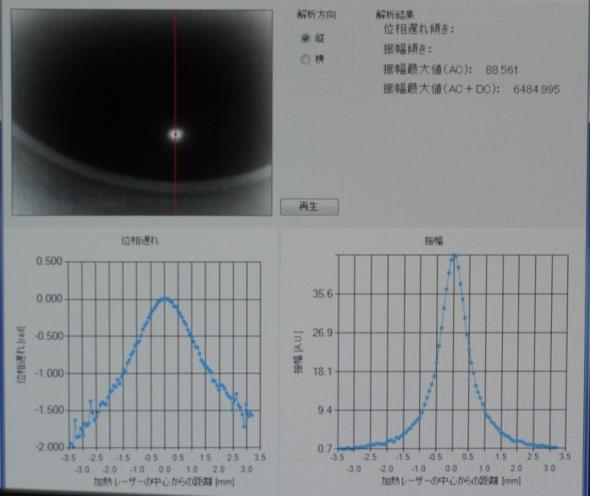 解析方向
縦
横
解析結果
位相遅れ傾き:
振幅傾き:
振幅最大値(AC): 88.561
振幅最大値(AC+DC): 6484.995
再生
位相遅れ
0.500
0.000
-0.500
-1.000
-1.500
-2.000
位相遅れ [rad]
-3.5 -2.5 -1.5 -0.5 0.5 1.5 2.5 3.5
-3.0 -2.0 -1.0 0.0 1.0 2.0 3.0
加熱レーザーの中心からの距離 [mm]
振幅
35.6
26.9
18.1
9.4
0.7
振幅 [A.U.]
-3.5 -2.5 -1.5 -0.5 0.5 1.5 2.5 3.5
-3.0 -2.0 -1.0 0.0 1.0 2.0 3.0
加熱レーザーの中心からの距離 [mm]